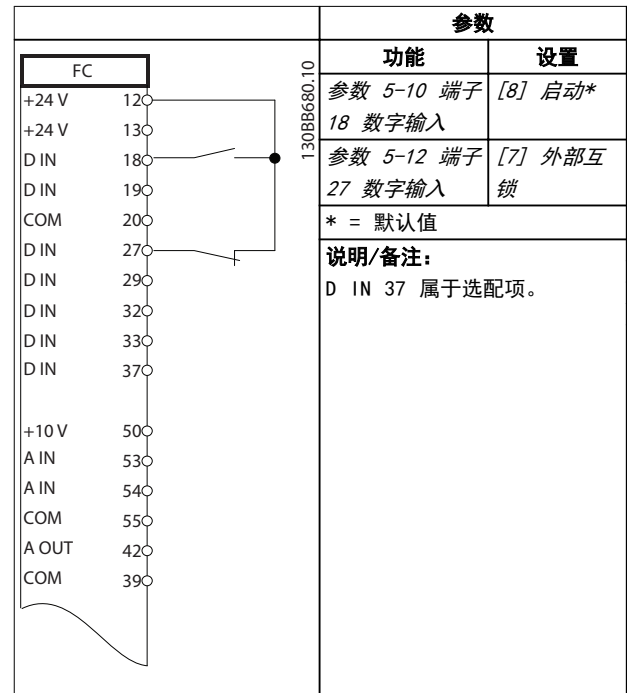 FC
+24 V 12
+24 V 13
D IN 18
D IN 19
COM 20
D IN 27
D IN 29
D IN 32
D IN 33
D IN 37
+10 V 50
A IN 53
A IN 54
COM 55
A OUT 42
COM 39
130BB680.10
参数
功能 设置
参数 5-10 端子 [8] 启动*
18 数字输入
参数 5-12 端子 [7] 外部互
27 数字输入 锁
* = 默认值
说明/备注：
D IN 37 属于选配项。